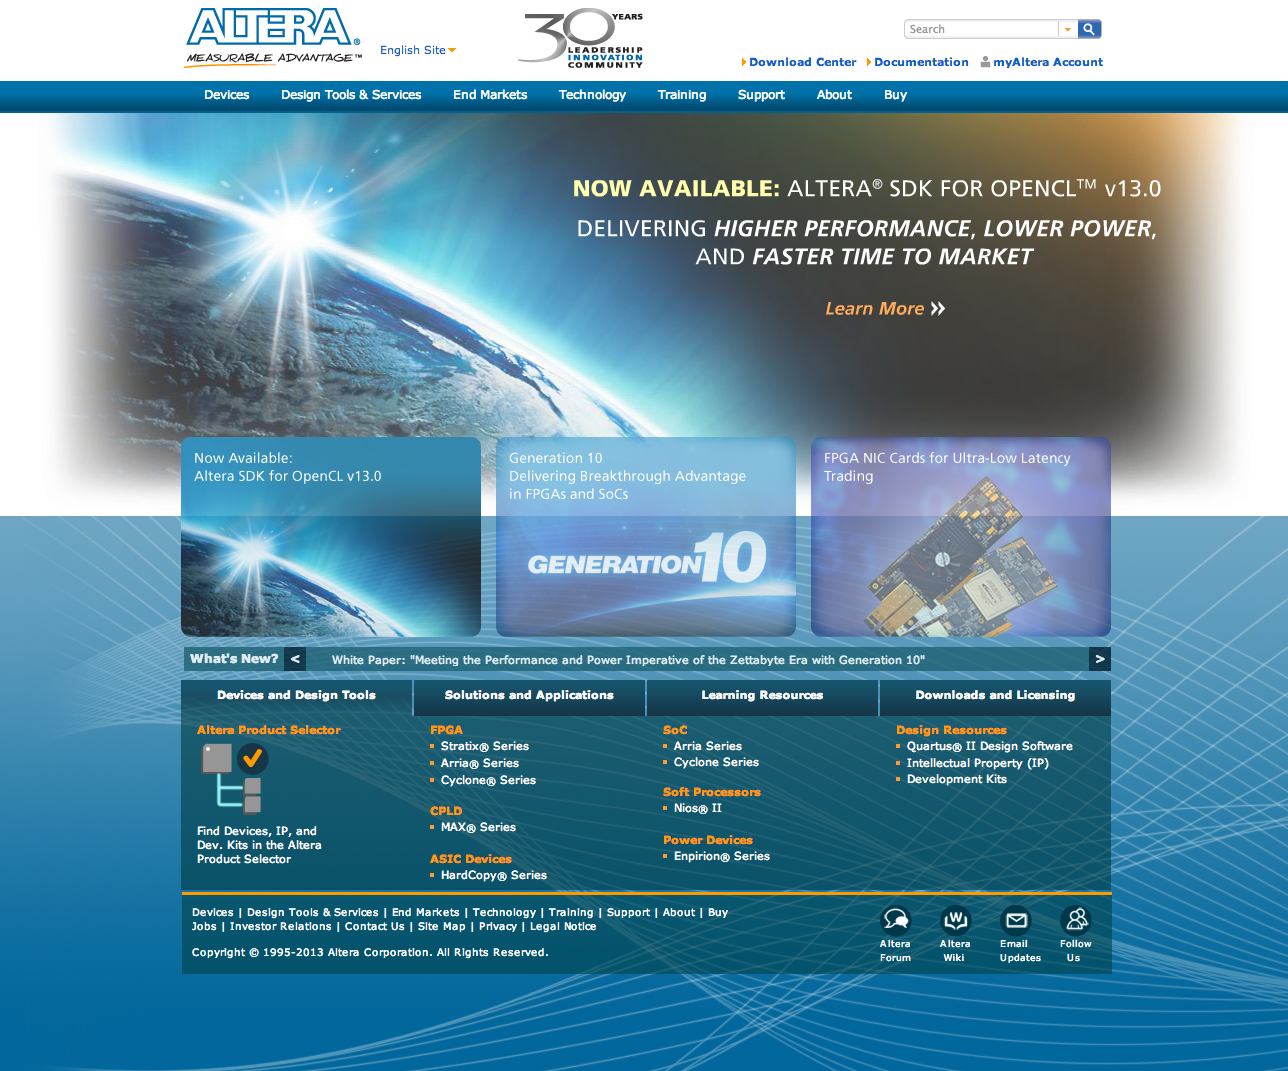 ALTERA®
MEASURABLE ADVANTAGE™
English Site
30 YEARS
LEADERSHIP
INNOVATION
COMMUNITY
Search
Download Center
Documentation
myAltera Account
Devices
Design Tools & Services
End Markets
Technology
Training
Support
About
Buy
NOW AVAILABLE: ALTERA® SDK FOR OPENCL™ v13.0
DELIVERING HIGHER PERFORMANCE, LOWER POWER,
AND FASTER TIME TO MARKET
Learn More »
Now Available:
Altera SDK for OpenCL v13.0
Generation 10
Delivering Breakthrough Advantage
in FPGAs and SoCs
GENERATION10
FPGA NIC Cards for Ultra-Low Latency
Trading
What's New?
<
White Paper: "Meeting the Performance and Power Imperative of the Zettabyte Era with Generation 10"
>
Devices and Design Tools
Solutions and Applications
Learning Resources
Downloads and Licensing
Altera Product Selector
Find Devices, IP, and
Dev. Kits in the Altera
Product Selector
FPGA
Stratix® Series
Arria® Series
Cyclone® Series
CPLD
MAX® Series
ASIC Devices
HardCopy® Series
SoC
Arria Series
Cyclone Series
Soft Processors
Nios® II
Power Devices
Enpirion® Series
Design Resources
Quartus® II Design Software
Intellectual Property (IP)
Development Kits
Devices | Design Tools & Services | End Markets | Technology | Training | Support | About | Buy
Jobs | Investor Relations | Contact Us | Site Map | Privacy | Legal Notice
Copyright © 1995-2013 Altera Corporation. All Rights Reserved.
Altera
Forum
W
Altera
Wiki
Email
Updates
Follow
Us